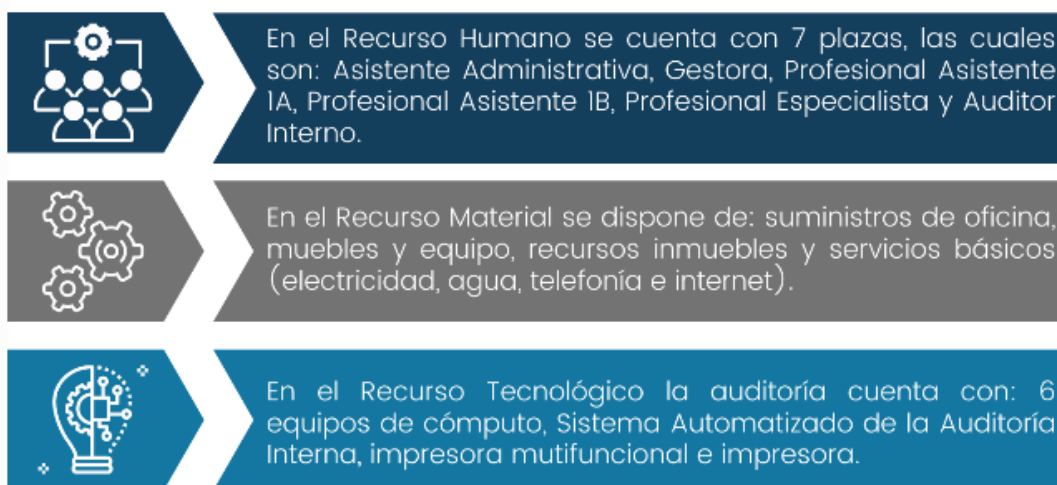 En el Recurso Humano se cuenta con 7 plazas, las cuales
son: Asistente Administrativa, Gestora, Profesional Asistente
1A, Profesional Asistente 1B, Profesional Especialista y Auditor
Interno.
En el Recurso Material se dispone de: suministros de oficina,
muebles y equipo, recursos inmuebles y servicios básicos
(electricidad, agua, telefonía e internet).
En el Recurso Tecnológico la auditoría cuenta con: 6
equipos de cómputo, Sistema Automatizado de la Auditoría
Interna, impresora mutifuncional e impresora.